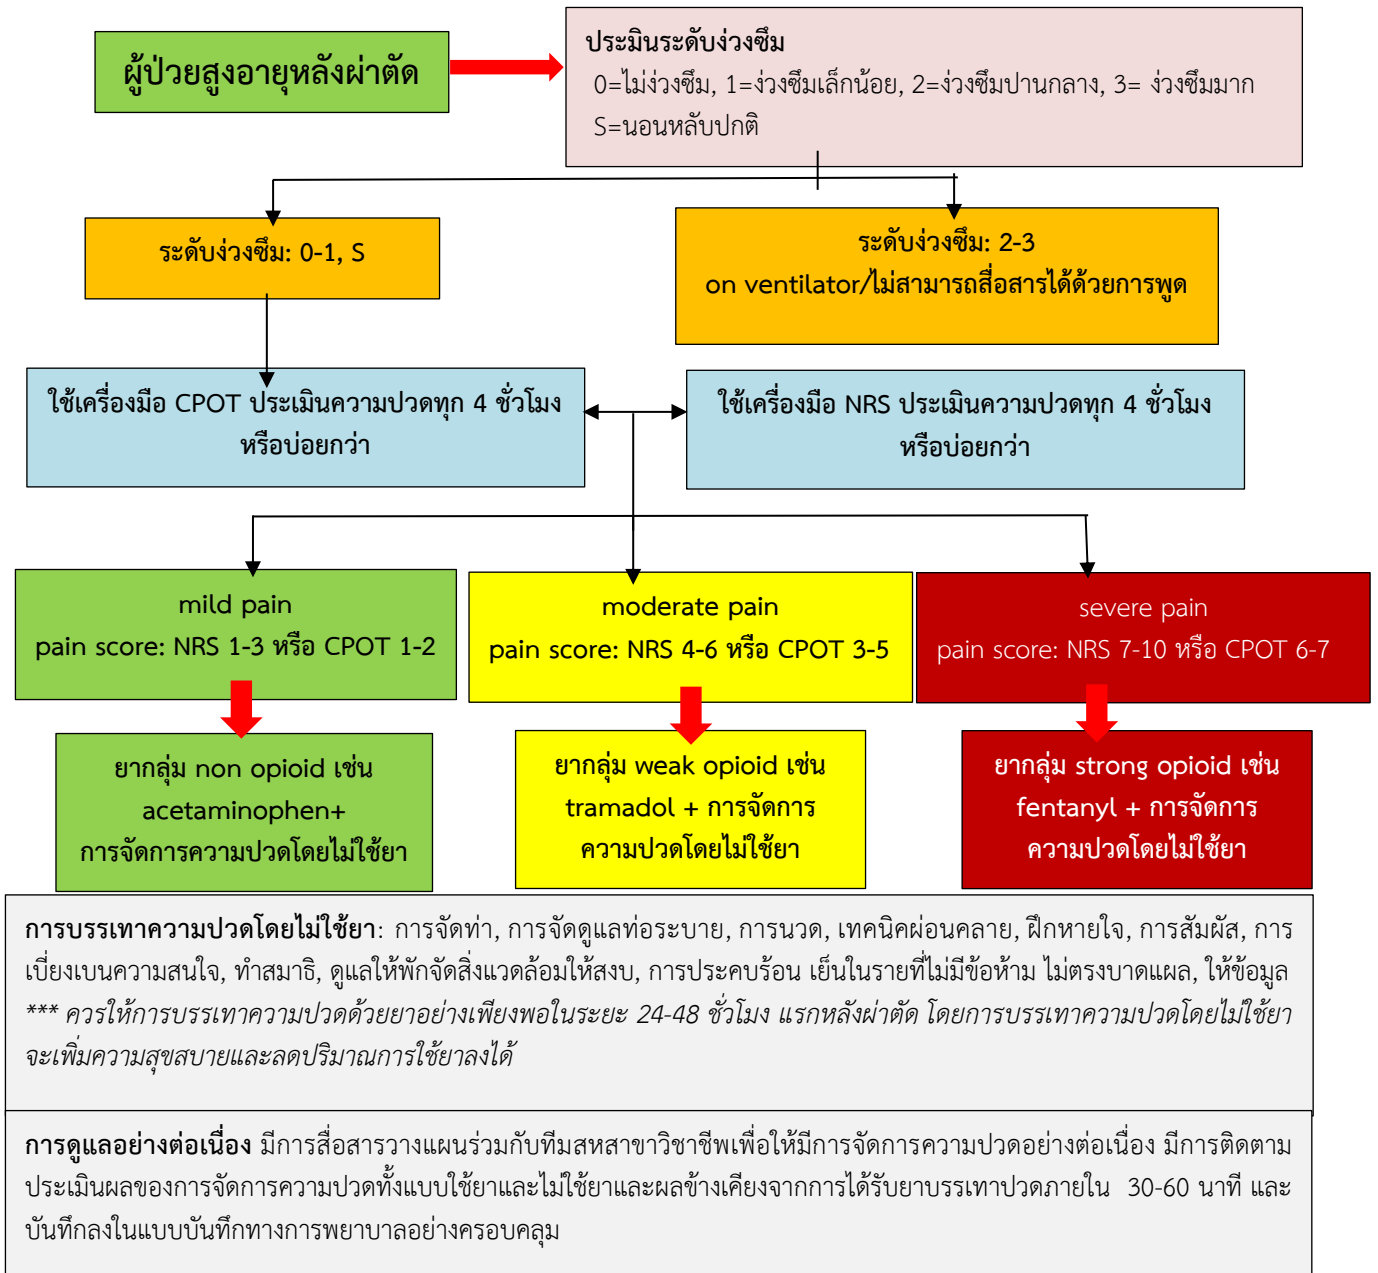 ผู้ป่วยสูงอายุหลังผ่าตัด
ประมินระดับง่วงซึม
0=ไม่ง่วงซึม, 1=ง่วงซึมเล็กน้อย, 2=ง่วงซึมปานกลาง, 3= ง่วงซึมมาก
S=นอนหลับปกติ
ระดับง่วงซึม: 0-1, S
ระดับง่วงซึม: 2-3
on ventilator/ไม่สามารถสื่อสารได้ด้วยการพูด
ใช้เครื่องมือ CPOT ประเมินความปวดทุก 4 ชั่วโมง
หรือบ่อยกว่า
ใช้เครื่องมือ NRS ประเมินความปวดทุก 4 ชั่วโมง
หรือบ่อยกว่า
mild pain
pain score: NRS 1-3 หรือ CPOT 1-2
moderate pain
pain score: NRS 4-6 หรือ CPOT 3-5
severe pain
pain score: NRS 7-10 หรือ CPOT 6-7
ยากลุ่ม non opioid เช่น
acetaminophen+
การจัดการความปวดโดยไม่ใช้ยา
ยากลุ่ม weak opioid เช่น
tramadol + การจัดการ
ความปวดโดยไม่ใช้ยา
ยากลุ่ม strong opioid เช่น
fentanyl + การจัดการ
ความปวดโดยไม่ใช้ยา
การบรรเทาความปวดโดยไม่ใช้ยา: การจัดท่า, การจัดดูแลท่อระบาย, การนวด, เทคนิคผ่อนคลาย, ฝึกหายใจ, การสัมผัส, การ
เบี่ยงเบนความสนใจ, ทำสมาธิ, ดูแลให้พักจัดสิ่งแวดล้อมให้สงบ, การประคบร้อน เย็นในรายที่ไม่มีข้อห้าม ไม่ตรงบาดแผล, ให้ข้อมูล
*** ควรให้การบรรเทาความปวดด้วยยาอย่างเพียงพอในระยะ 24-48 ชั่วโมง แรกหลังผ่าตัด โดยการบรรเทาความปวดโดยไม่ใช้ยา
จะเพิ่มความสุขสบายและลดปริมาณการใช้ยาลงได้
การดูแลอย่างต่อเนื่อง มีการสื่อสารวางแผนร่วมกับทีมสหสาขาวิชาชีพเพื่อให้มีการจัดการความปวดอย่างต่อเนื่อง มีการติดตาม
ประเมินผลของการจัดการความปวดทั้งแบบใช้ยาและไม่ใช้ยาและผลข้างเคียงจากการได้รับยาบรรเทาปวดภายใน 30-60 นาที และ
บันทึกลงในแบบบันทึกทางการพยาบาลอย่างครอบคลุม